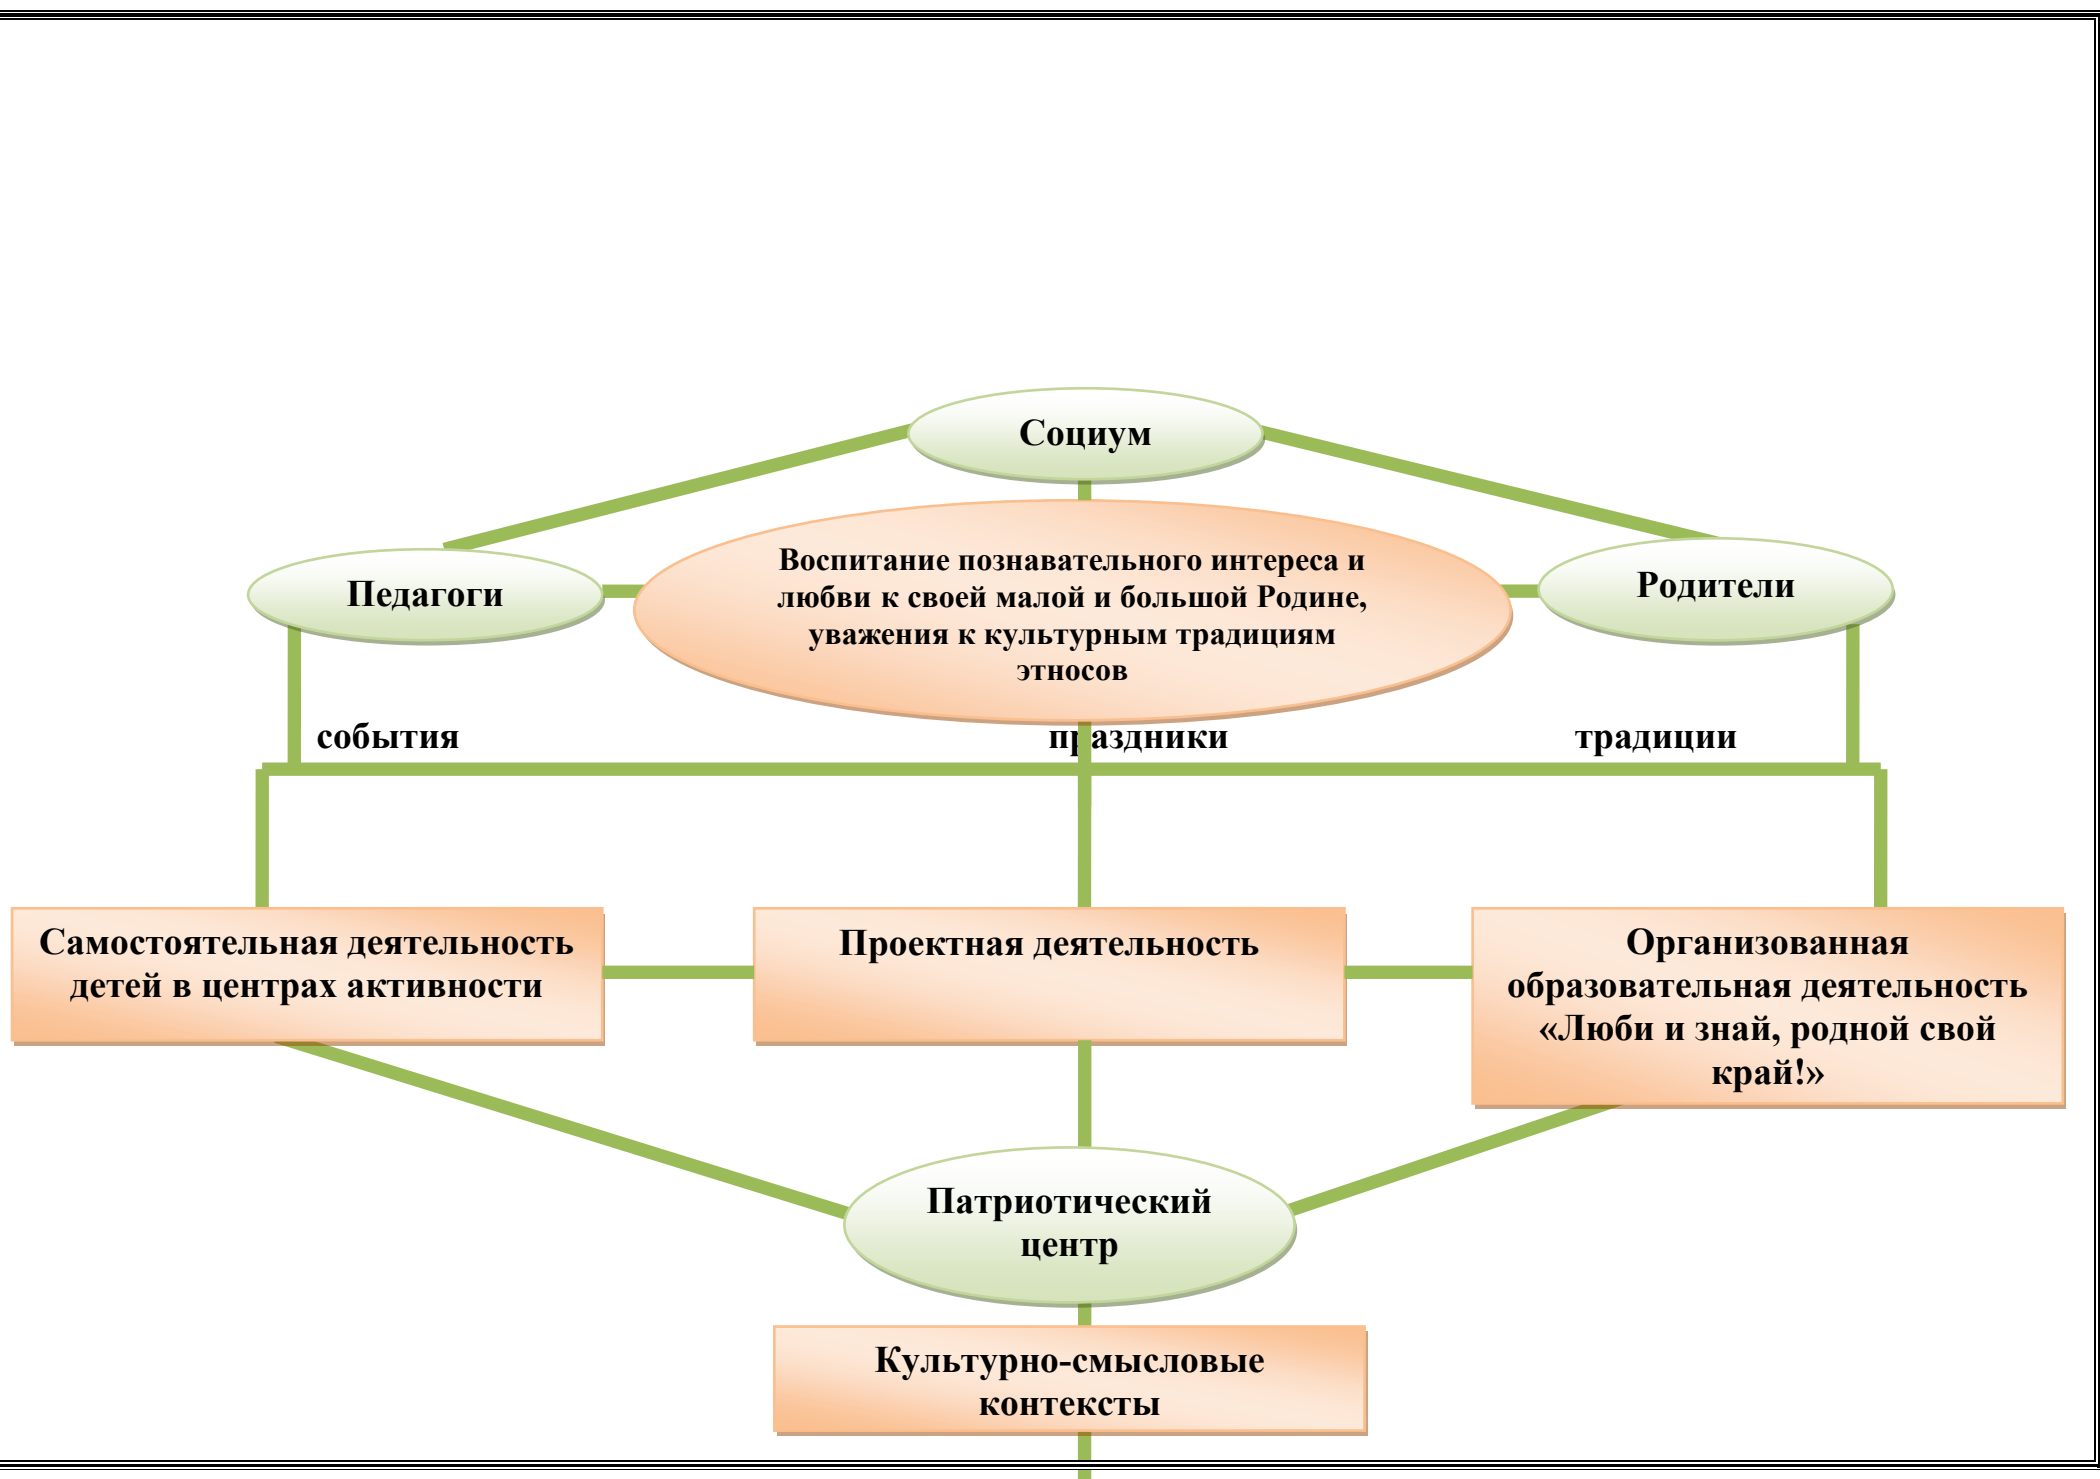 Социум
Педагоги
Воспитание познавательного интереса и
любви к своей малой и большой Родине,
уважения к культурным традициям
этносов
Родители
события
праздники
традиции
Самостоятельная деятельность
детей в центрах активности
Проектная деятельность
Организованная
образовательная деятельность
«Люби и знай, родной свой
край!»
Патриотический
центр
Культурно-смысловые
контексты